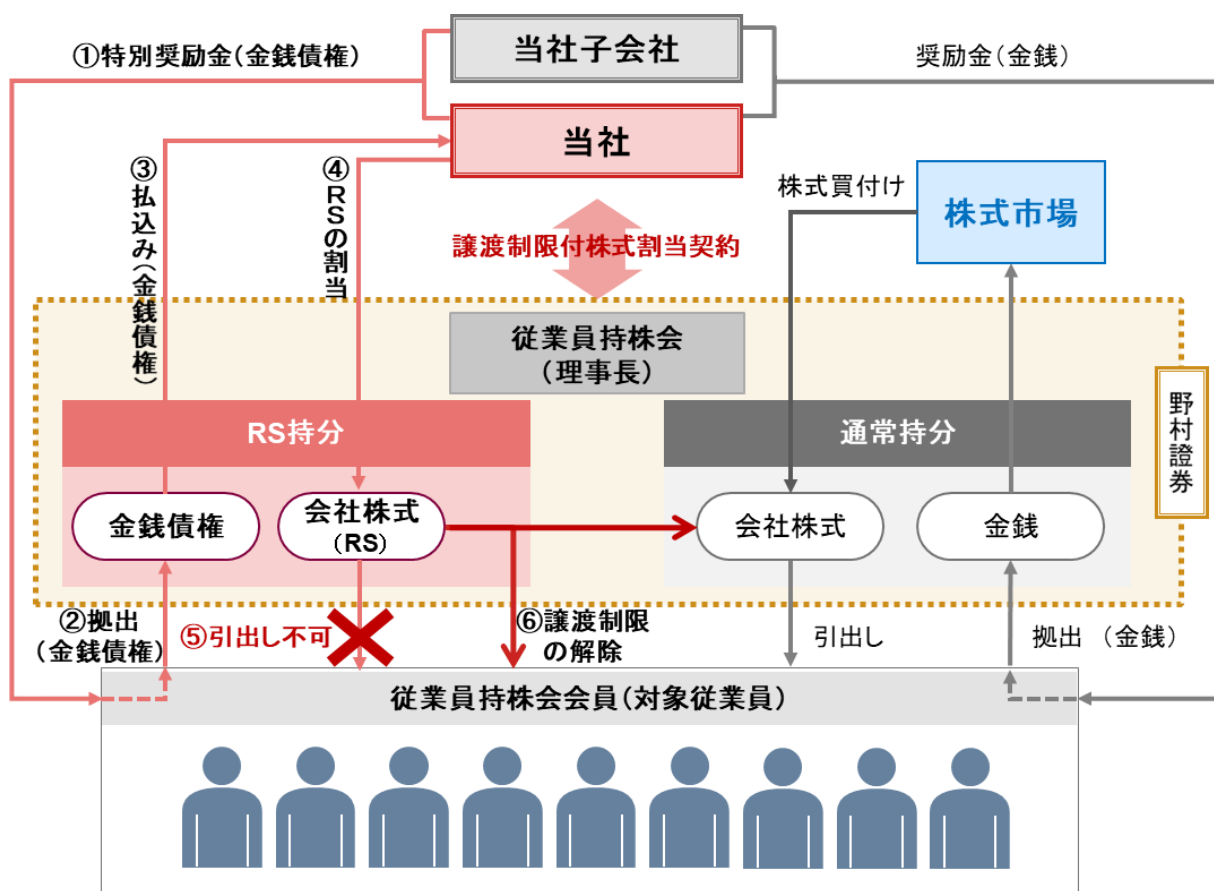 当社子会社
①特別奨励金(金銭債権)
奨励金(金銭)
当社
③払込み(金銭債権)
④RSの割当
株式買付け
株式市場
譲渡制限付株式割当契約
従業員持株会
(理事長)
野村證券
RS持分
通常持分
金銭債権
会社株式
(RS)
会社株式
金銭
②拠出
(金銭債権)
⑤引出し不可
⑥譲渡制限
の解除
引出し
拠出 (金銭)
従業員持株会会員(対象従業員)